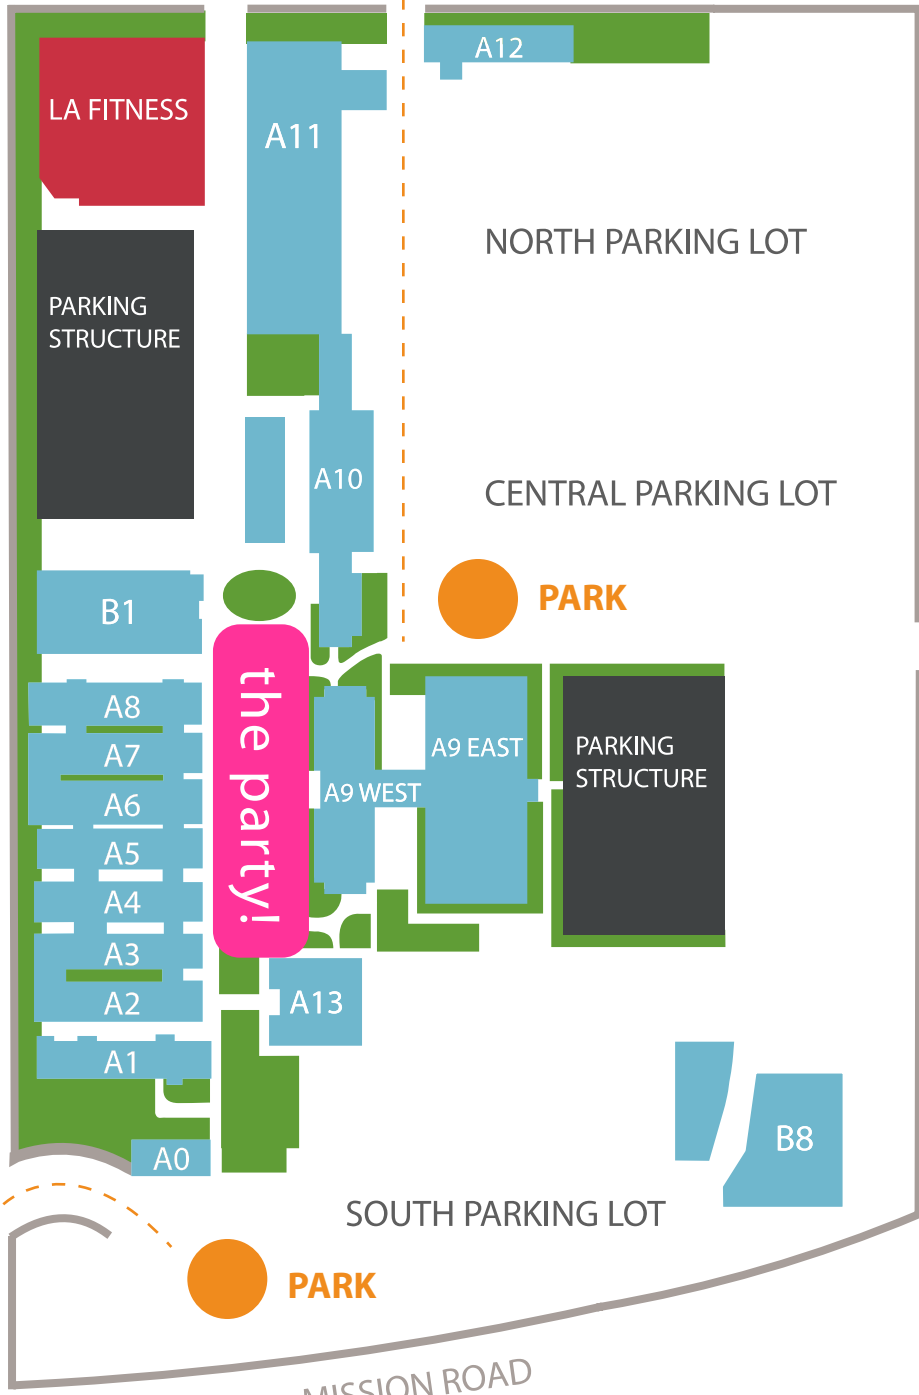 A12
LA FITNESS
A11
NORTH PARKING LOT
PARKING
STRUCTURE
A10
CENTRAL PARKING LOT
PARK
B1
the party!
A8
A7
A6
A5
A4
A3
A2
A1
A0
A9 WEST
A9 EAST
PARKING
STRUCTURE
A13
B8
SOUTH PARKING LOT
PARK
MISSION ROAD